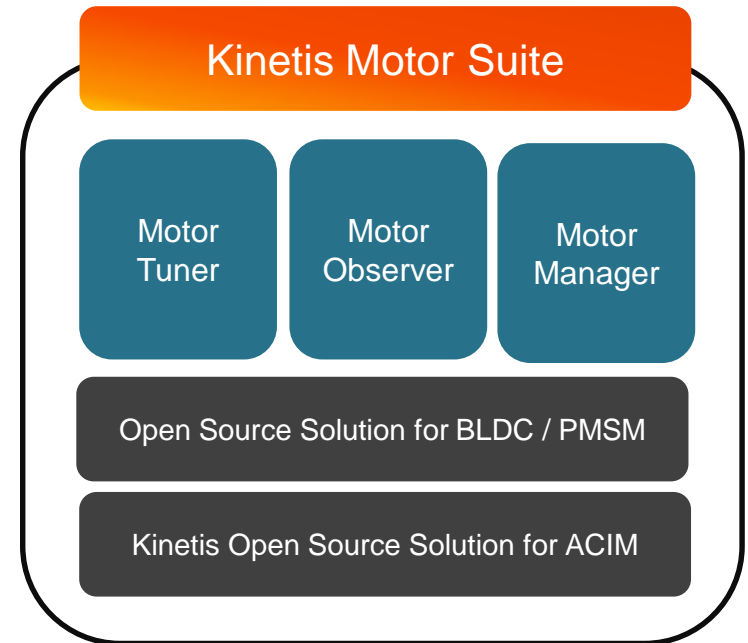 Kinetis Motor Suite
Motor
Tuner
Motor
Observer
Motor
Manager
Open Source Solution for BLDC / PMSM
Kinetis Open Source Solution for ACIM